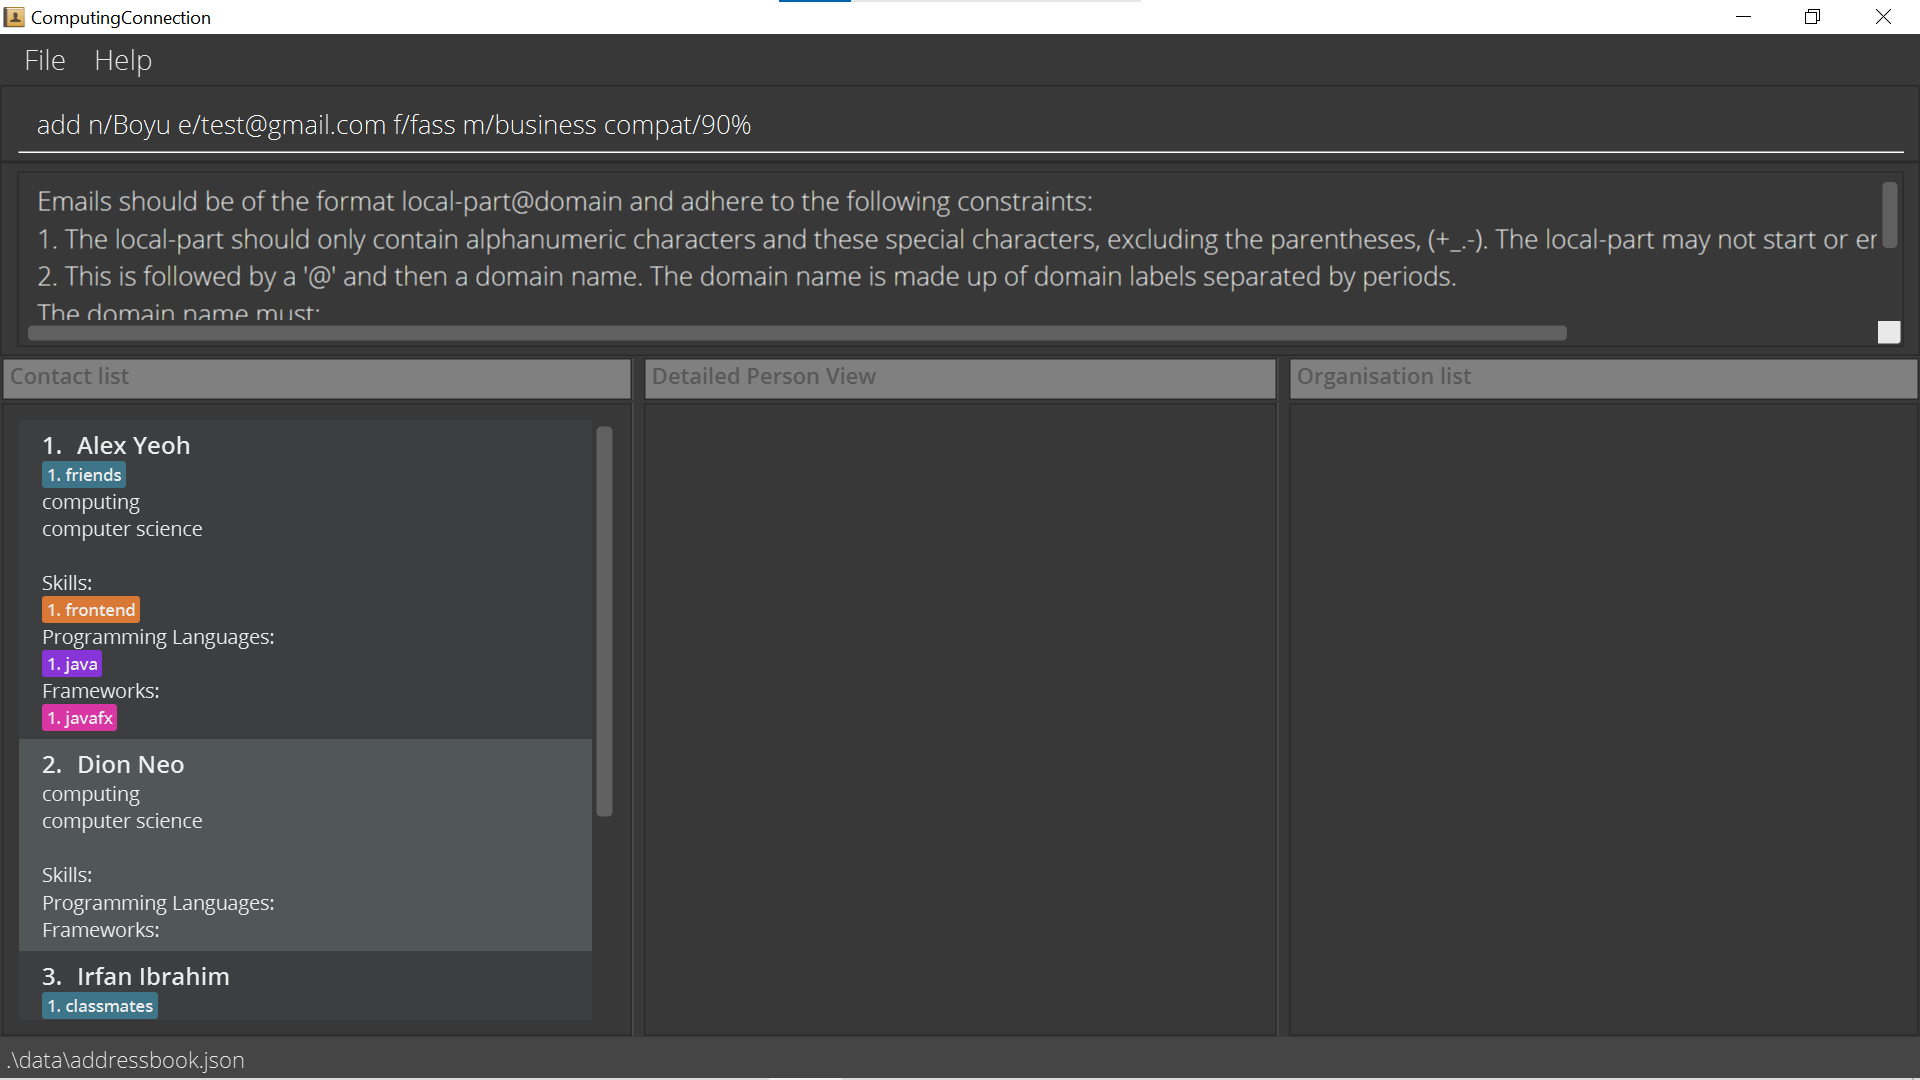 ComputingConnection
File Help
add n/Boyu e/test@gmail.com f/fass m/business compat/90%
Emails should be of the format local-part@domain and adhere to the following constraints:
1. The local-part should only contain alphanumeric characters and these special characters, excluding the parentheses, (+_.-). The local-part may not start or er
2. This is followed by a '@' and then a domain name. The domain name is made up of domain labels separated by periods.
The domain name must:
Contact list
1. Alex Yeoh
1. friends
computing
computer science
Skills:
1. frontend
Programming Languages:
1. java
Frameworks:
1. javafx
2. Dion Neo
computing
computer science
Skills:
Programming Languages:
Frameworks:
3. Irfan Ibrahim
1. classmates
Detailed Person View
Organisation list
.\data\addressbook.json